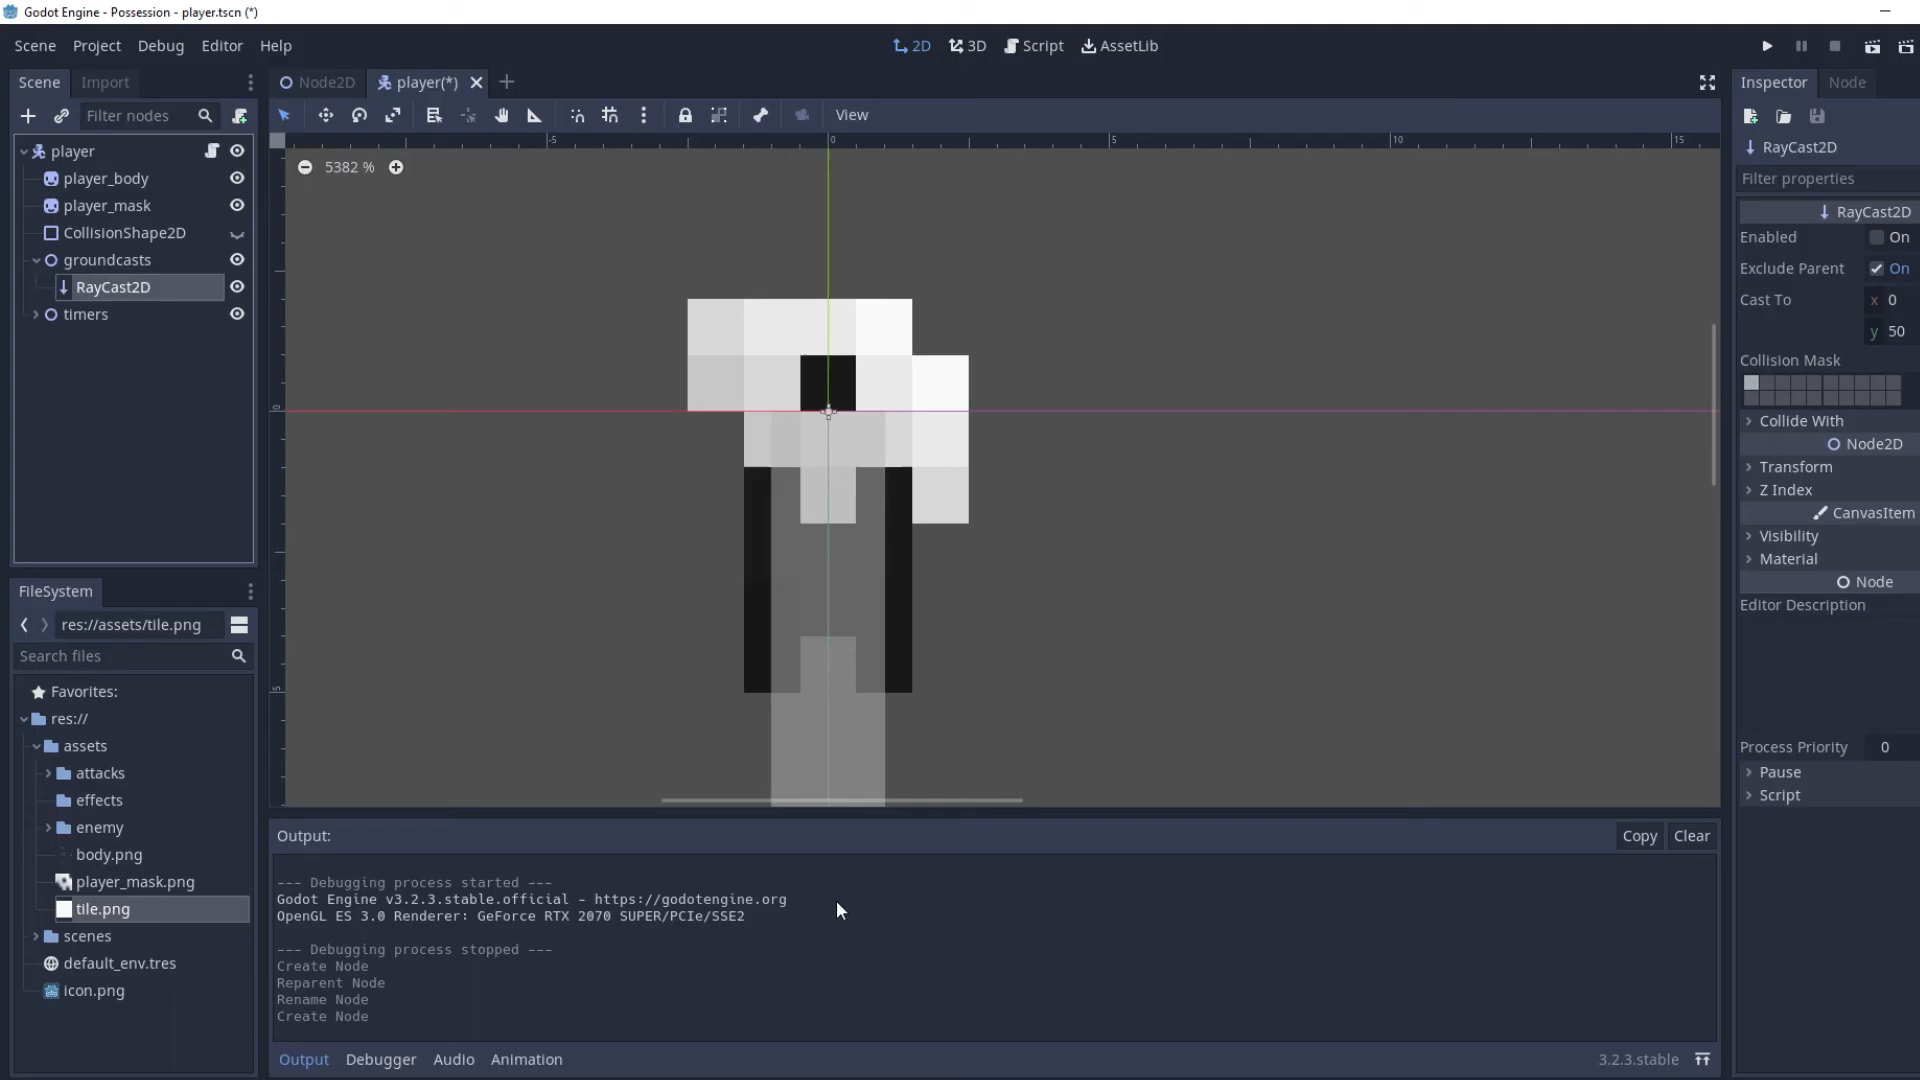 Godot Engine - Possession - player.tscn (*)
Scene Project Debug Editor Help
2D 3D Script AssetLib
Scene Import
Node2D player(*)
Inspector Node
Filter nodes
View
-5 0 5 10 15
player
player_body
player_mask
CollisionShape2D
groundcasts
RayCast2D
timers
5382 %
0
5
RayCast2D
Filter properties
RayCast2D
Enabled On
Exclude Parent On
Cast To x 0
y 50
Collision Mask
Collide With
Node2D
Transform
Z Index
CanvasItem
Visibility
Material
Node
Editor Description
Process Priority 0
Pause
Script
FileSystem
res://assets/tile.png
Search files
Favorites:
res://
assets
attacks
effects
enemy
body.png
player_mask.png
tile.png
scenes
default_env.tres
icon.png
Output:
Copy Clear
--- Debugging process started ---
Godot Engine v3.2.3.stable.official - https://godotengine.org
OpenGL ES 3.0 Renderer: GeForce RTX 2070 SUPER/PCIe/SSE2
--- Debugging process stopped ---
Create Node
Reparent Node
Rename Node
Create Node
Output Debugger Audio Animation
3.2.3.stable